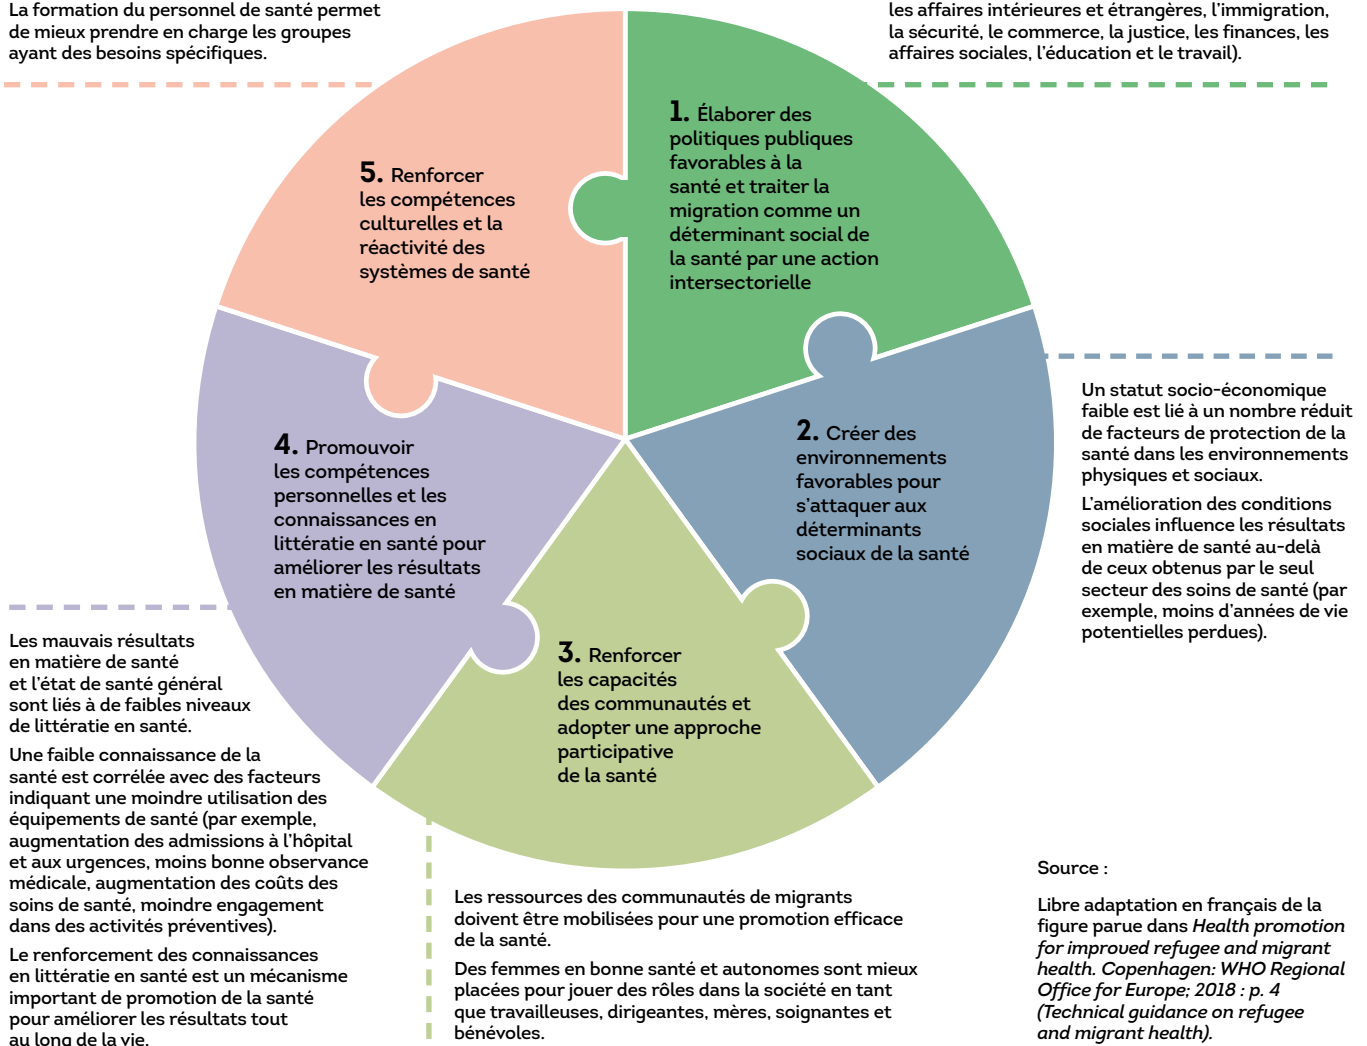 La formation du personnel de santé permet
de mieux prendre en charge les groupes
ayant des besoins spécifiques.
les affaires intérieures et étrangères, l'immigration,
la sécurité, le commerce, la justice, les finances, les
affaires sociales, l'éducation et le travail).
1. Élaborer des
politiques publiques
favorables à la
santé et traiter la
migration comme un
déterminant social de
la santé par une action
intersectorielle
5. Renforcer
les compétences
culturelles et la
réactivité des
systèmes de santé
2. Créer des
environnements
favorables pour
s'attaquer aux
déterminants
sociaux de la santé
Un statut socio-économique
faible est lié à un nombre réduit
de facteurs de protection de la
santé dans les environnements
physiques et sociaux.
L'amélioration des conditions
sociales influence les résultats
en matière de santé au-delà
de ceux obtenus par le seul
secteur des soins de santé (par
exemple, moins d'années de vie
potentielles perdues).
4. Promouvoir
les compétences
personnelles et les
connaissances en
littératie en santé pour
améliorer les résultats
en matière de santé
3. Renforcer
les capacités
des communautés et
adopter une approche
participative
de la santé
Les mauvais résultats
en matière de santé
et l'état de santé général
sont liés à de faibles niveaux
de littératie en santé.
Une faible connaissance de la
santé est corrélée avec des facteurs
indiquant une moindre utilisation des
équipements de santé (par exemple,
augmentation des admissions à l'hôpital
et aux urgences, moins bonne observance
médicale, augmentation des coûts des
soins de santé, moindre engagement
dans des activités préventives).
Le renforcement des connaissances
en littératie en santé est un mécanisme
important de promotion de la santé
pour améliorer les résultats tout
au long de la vie.
Les ressources des communautés de migrants
doivent être mobilisées pour une promotion efficace
de la santé.
Des femmes en bonne santé et autonomes sont mieux
placées pour jouer des rôles dans la société en tant
que travailleuses, dirigeantes, mères, soignantes et
bénévoles.
Source :
Libre adaptation en français de la
figure parue dans Health promotion
for improved refugee and migrant
health. Copenhagen: WHO Regional
Office for Europe; 2018 : p. 4
(Technical guidance on refugee
and migrant health).